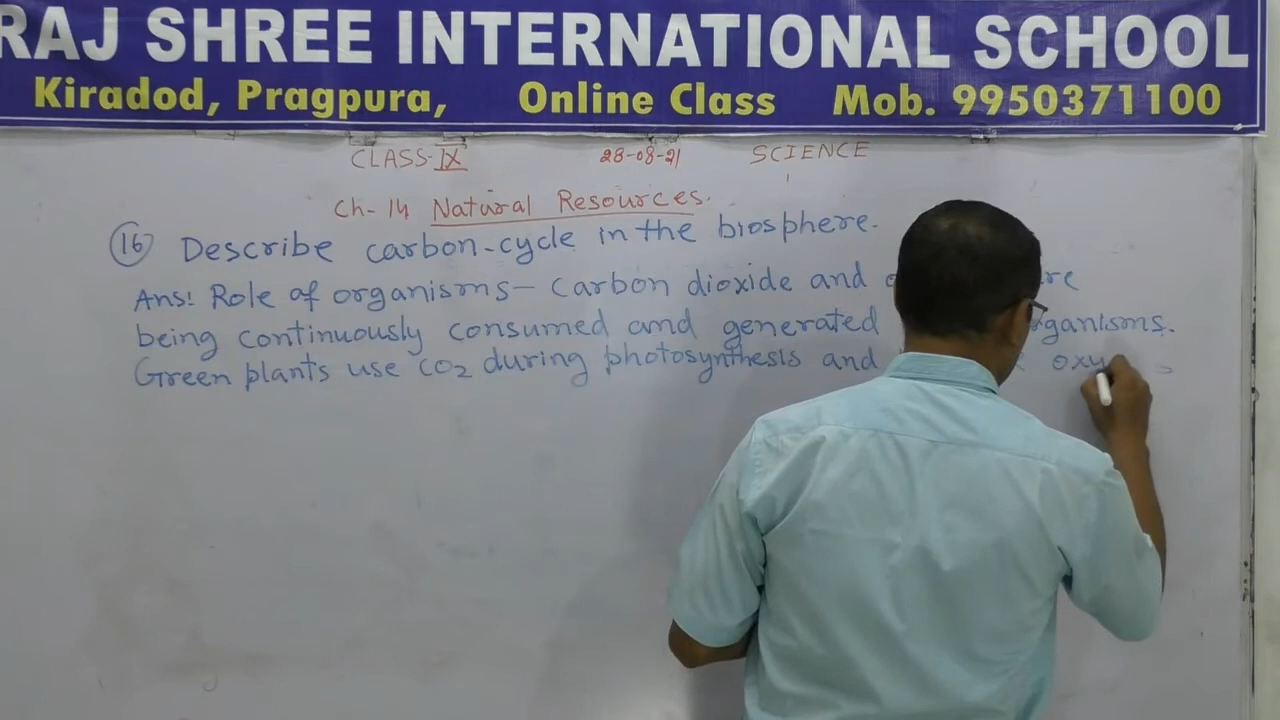 RAJ SHREE INTERNATIONAL SCHOOL
Kiradod, Pragpura, Online Class Mob. 9950371100
CLASS-IX 28-08-21 SCIENCE
Ch-14 Natural Resources.
16 Describe carbon-cycle in the biosphere.
Ans: Role of organisms- Carbon dioxide and
being continuously consumed and generated
Green plants use CO2 during photosynthesis and